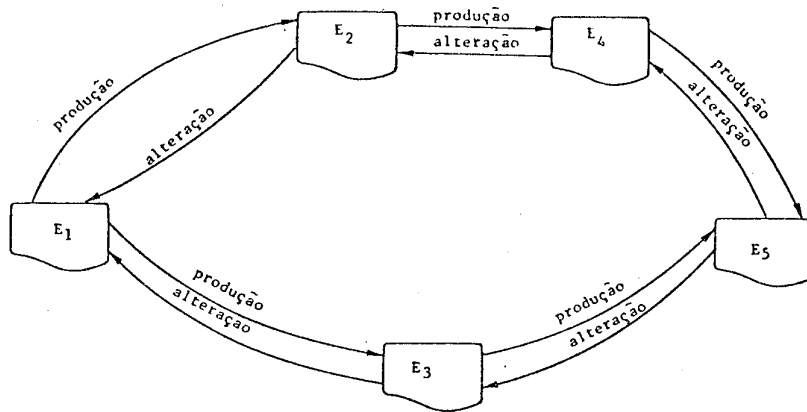 E2
produção
alteração
E4
produção
alteração
produção
alteração
E1
produção
alteração
E3
produção
alteração
E5